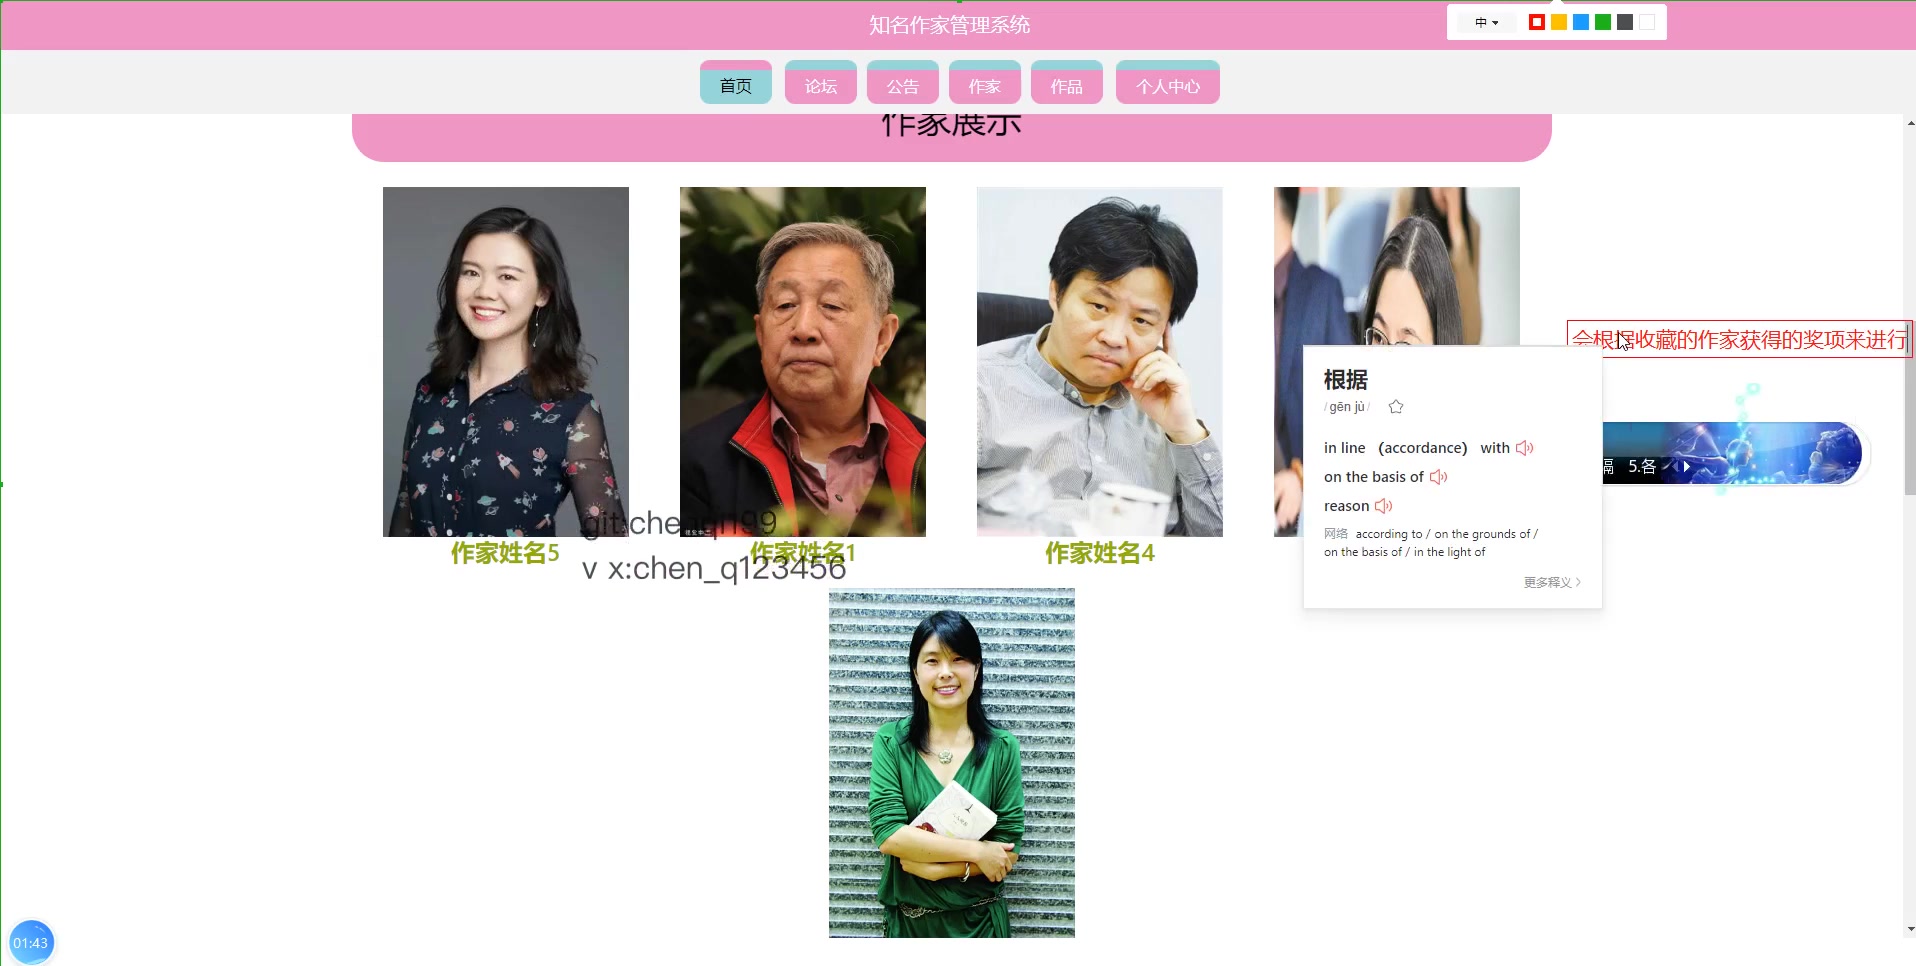 知名作家管理系统
中
首页 论坛 公告 作家 作品 个人中心
作家展示
会根据收藏的作家获得的奖项来进行
根据
/ gēn jù /
in line （accordance） with
on the basis of
reason
网络 according to / on the grounds of /
on the basis of / in the light of
更多释义
5.各
git:chenqi199
作家姓名5
作家姓名1
作家姓名4
v x:chen_q123456
01:43